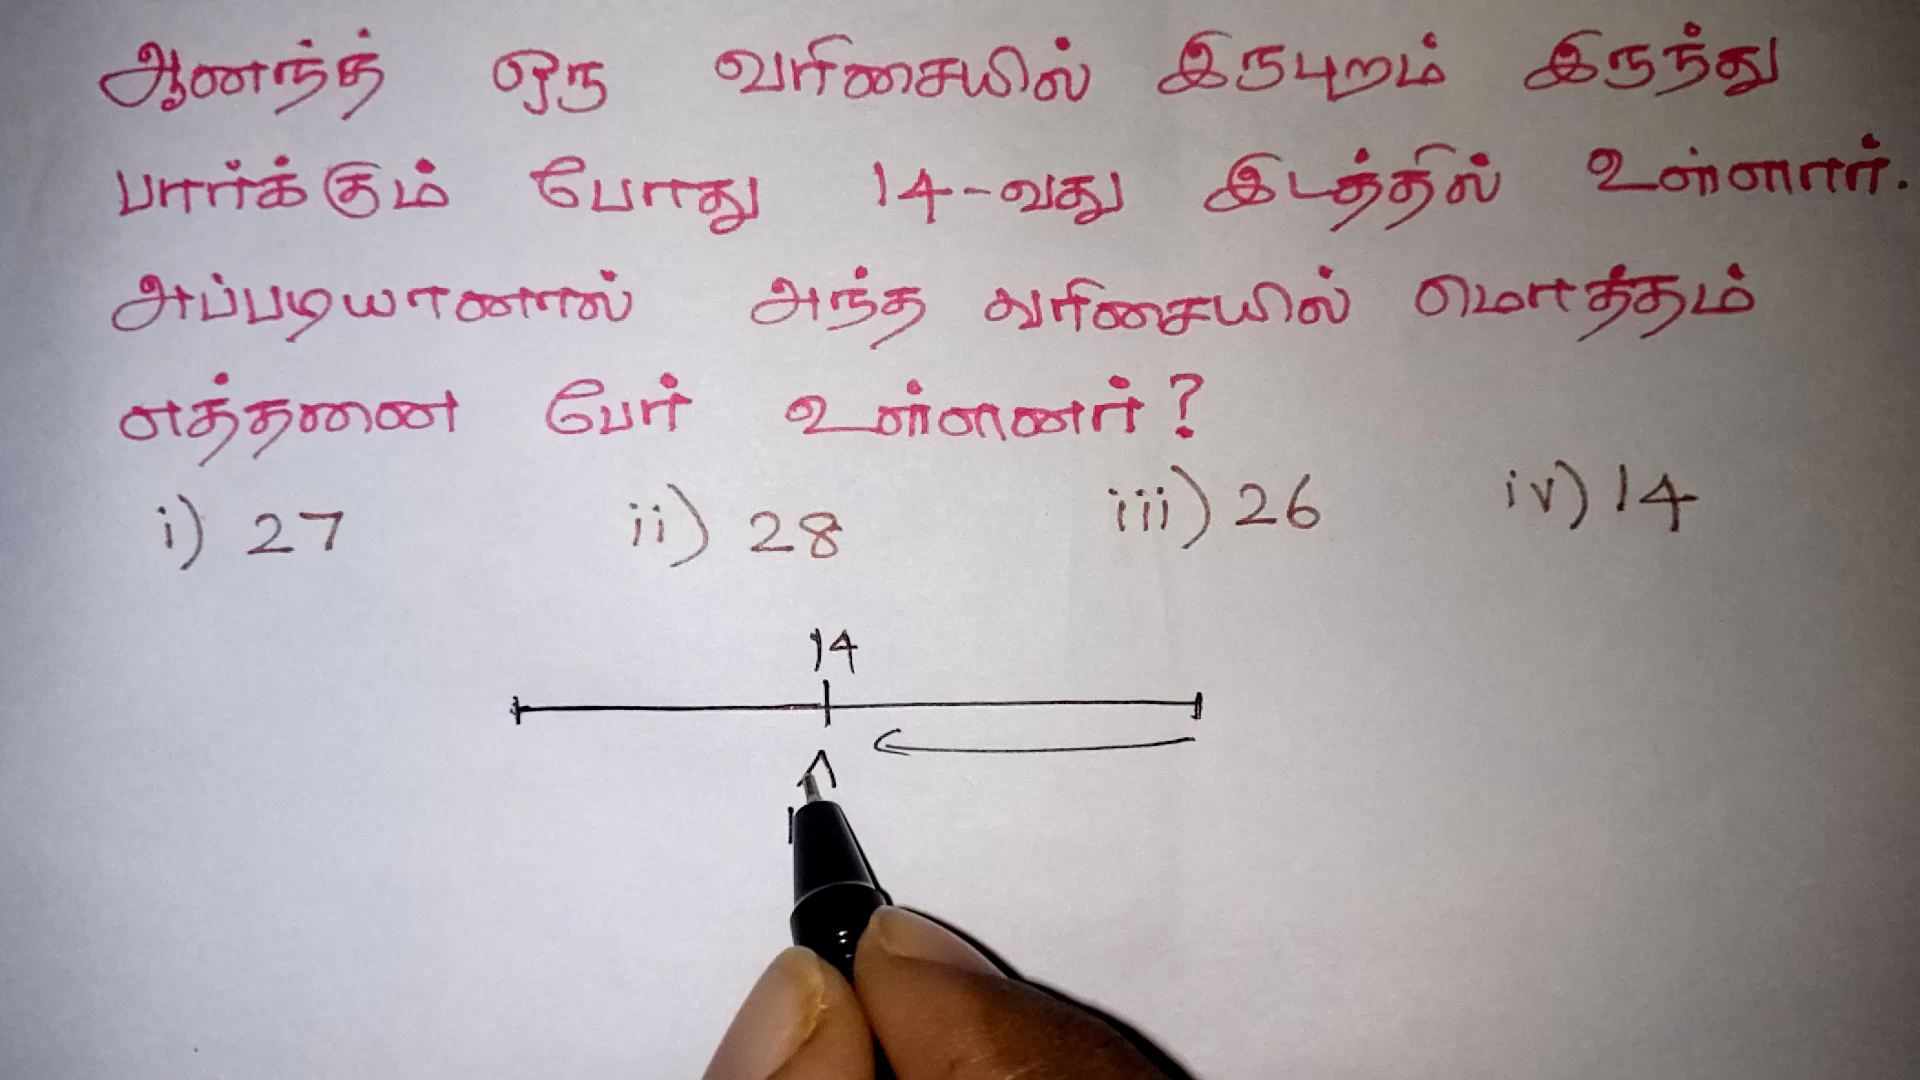 ஆனந்த் ஒரு வரிசையில் இருபுறம் இருந்து
பார்க்கும் போது 14-வது இடத்தில் உள்ளார்.
அப்படியானால் அந்த வரிசையில் மொத்தம்
எத்தனை பேர் உள்ளனர்?
i) 27 ii) 28 iii) 26 iv) 14
14